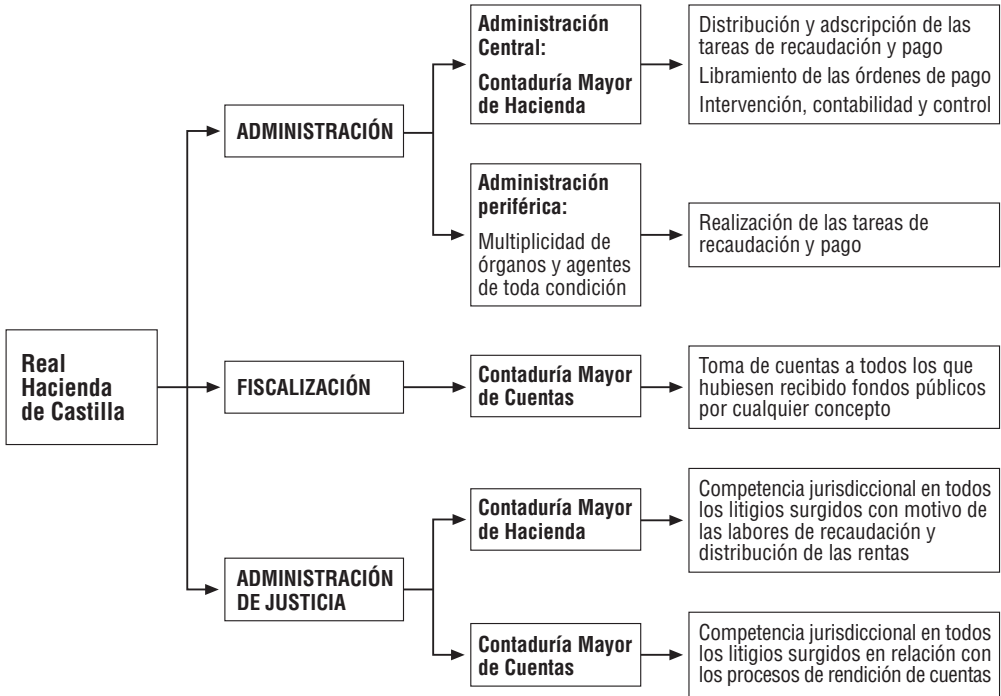 Real
Hacienda
de Castilla
ADMINISTRACIÓN
Administración
Central:
Contaduría Mayor
de Hacienda
Distribución y adscripción de las
tareas de recaudación y pago
Libramiento de las órdenes de pago
Intervención, contabilidad y control
Administración
periférica:
Multiplicidad de
órganos y agentes
de toda condición
Realización de las tareas de
recaudación y pago
FISCALIZACIÓN
Contaduría Mayor
de Cuentas
Toma de cuentas a todos los que
hubiesen recibido fondos públicos
por cualquier concepto
ADMINISTRACIÓN
DE JUSTICIA
Contaduría Mayor
de Hacienda
Competencia jurisdiccional en todos
los litigios surgidos con motivo de
las labores de recaudación y
distribución de las rentas
Contaduría Mayor
de Cuentas
Competencia jurisdiccional en todos
los litigios surgidos en relación con
los procesos de rendición de cuentas